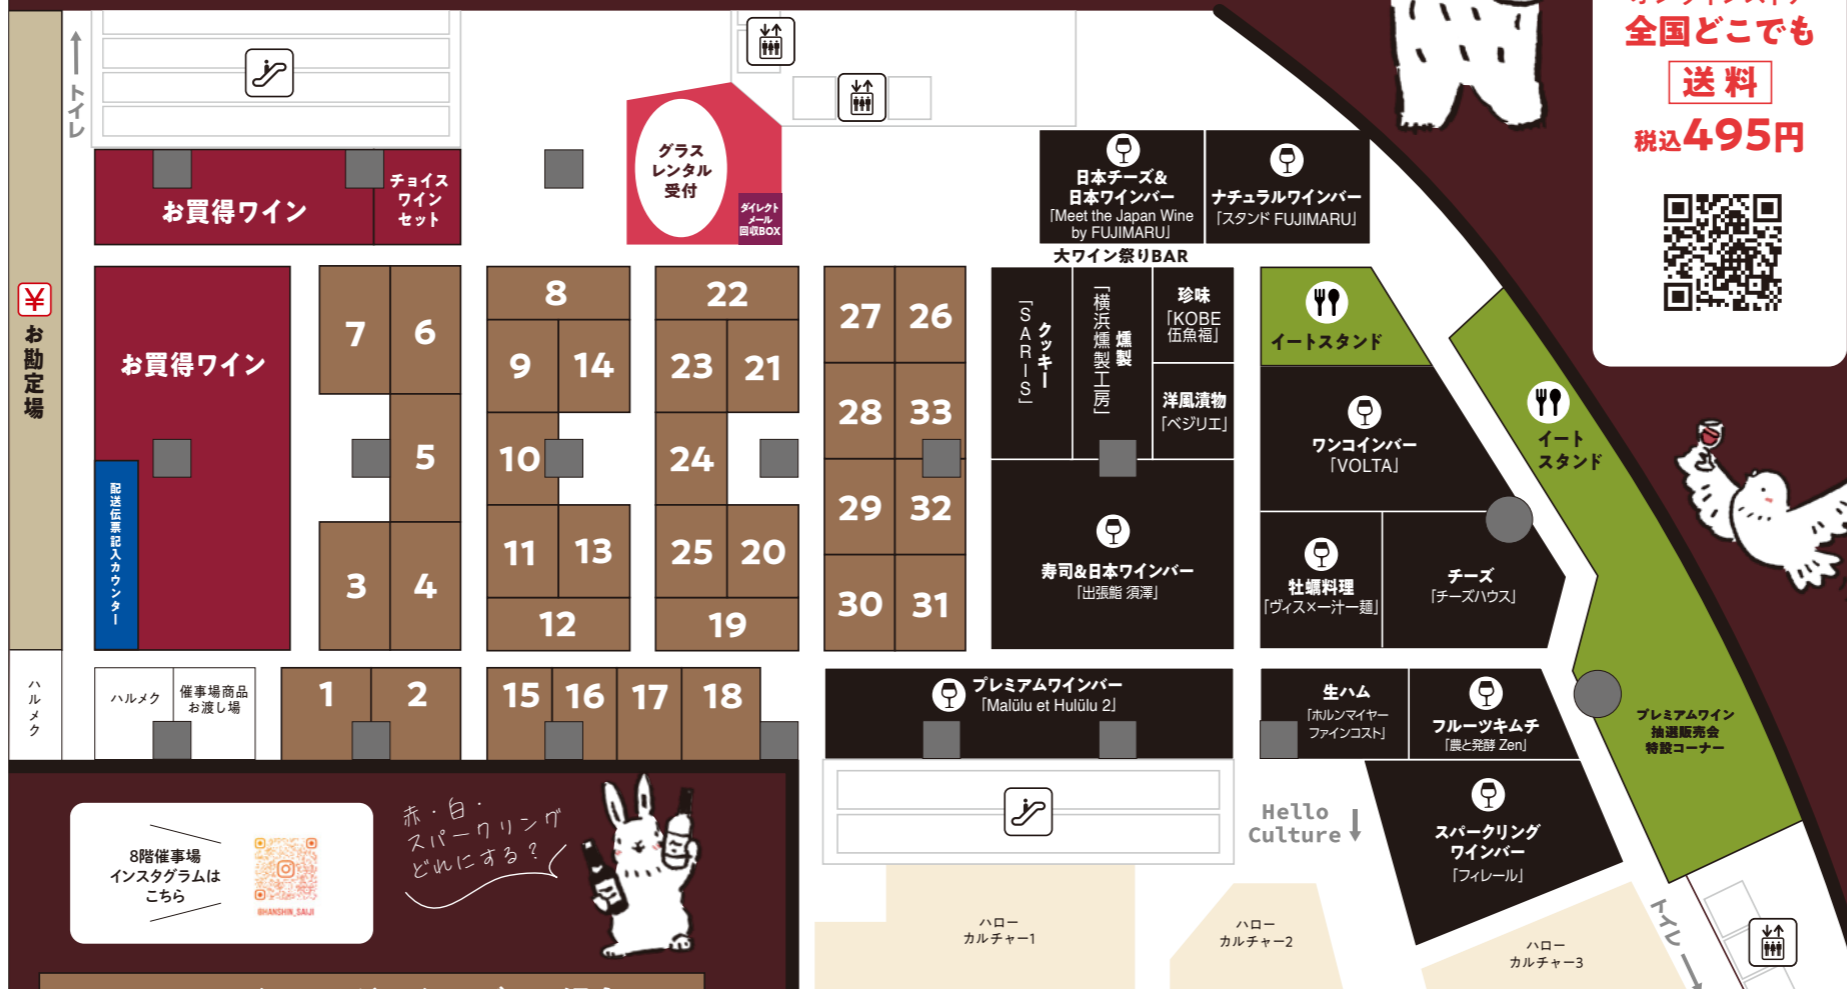 全国どこでも
送料
税込495円
トイレ
グラス
レンタル
受付
ダイレクト
メール
回収BOX
お買得ワイン
チョイス
ワイン
セット
日本チーズ&
日本ワインバー
「Meet the Japan Wine
by FUJIMARU」
ナチュラルワインバー
「スタンド FUJIMARU」
大ワイン祭りBAR
¥
お勘定場
お買得ワイン
配送伝票記入カウンター
7
6
5
3
4
8
9
14
10
11
13
12
22
23
21
24
25
20
19
27
26
28
33
29
32
30
31
クッキー
「SARIS」
燻製
「横浜燻製工房」
珍味
「KOBE
伍魚福」
洋風漬物
「ベジリエ」
寿司&日本ワインバー
「出張鮨 須澤」
イートスタンド
ワンコインバー
「VOLTA」
牡蠣料理
「ヴィス×一汁一麺」
チーズ
「チーズハウス」
イート
スタンド
プレミアムワイン
抽選販売会
特設コーナー
ハルメク
ハルメク
催事場商品
お渡し場
1
2
15
16
17
18
プレミアムワインバー
「Malülu et Hulülu 2」
生ハム
「ホルンマイヤー
ファインコスト」
フルーツキムチ
「農と発酵 Zen」
スパークリング
ワインバー
「フィレール」
8階催事場
インスタグラムは
こちら
@HANSHIN_SAIJI
赤・白・
スパークリング
どれにする?
Hello
Culture
ハロー
カルチャー1
ハロー
カルチャー2
ハロー
カルチャー3
トイレ